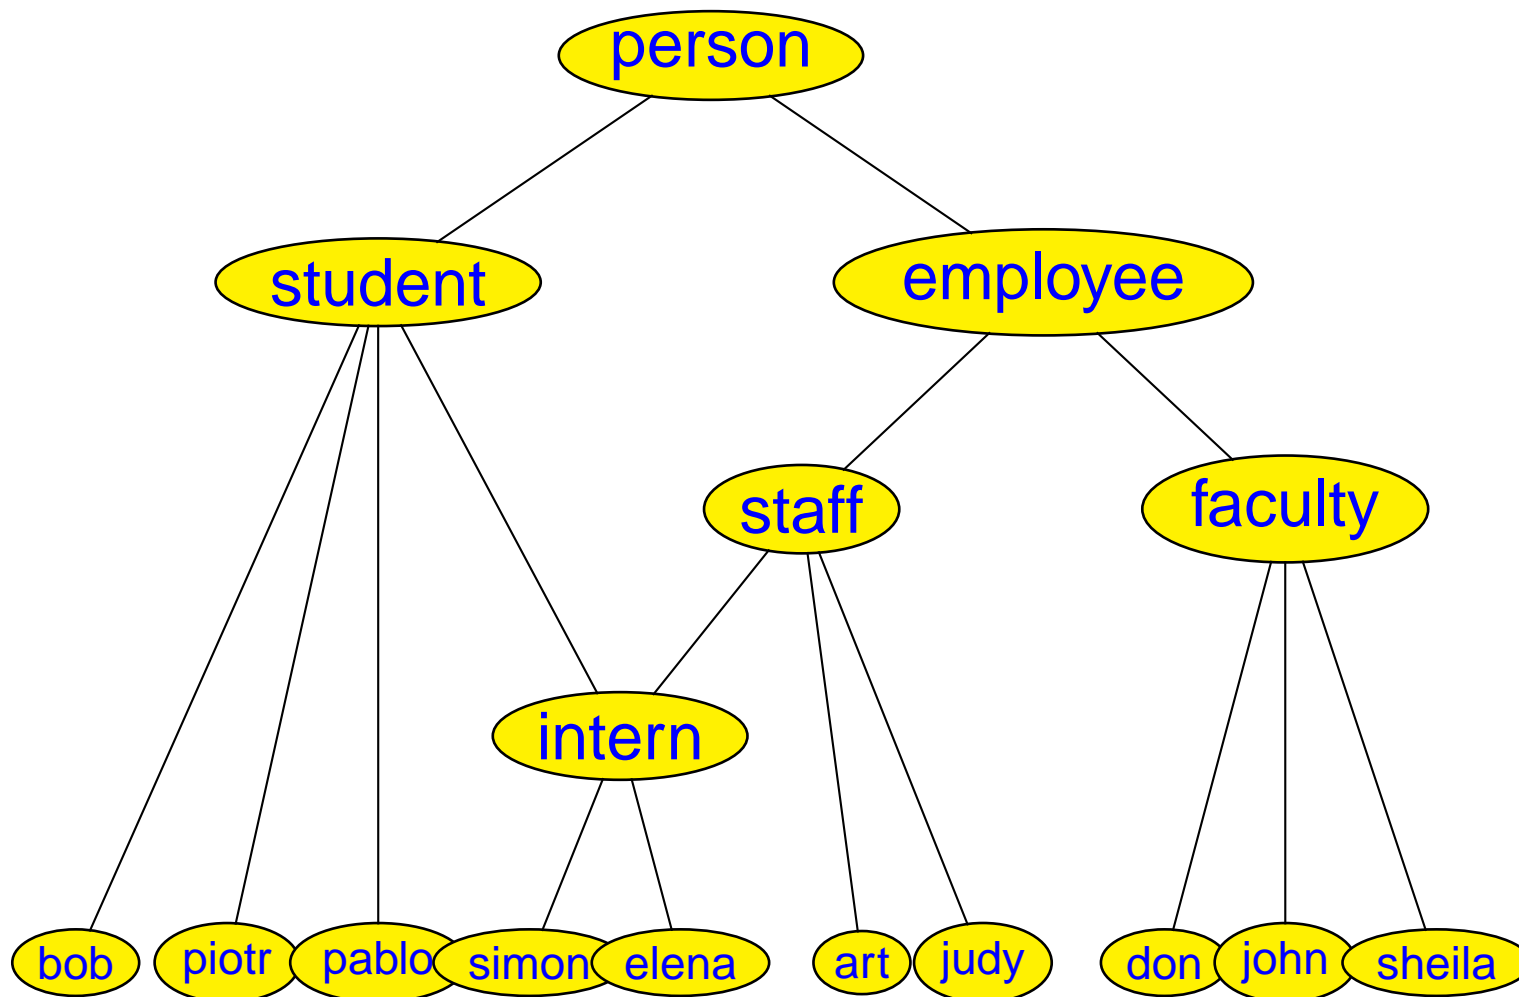 person
student
employee
staff
faculty
intern
bob
piotr
pablo
simon
elena
art
judy
don
john
sheila